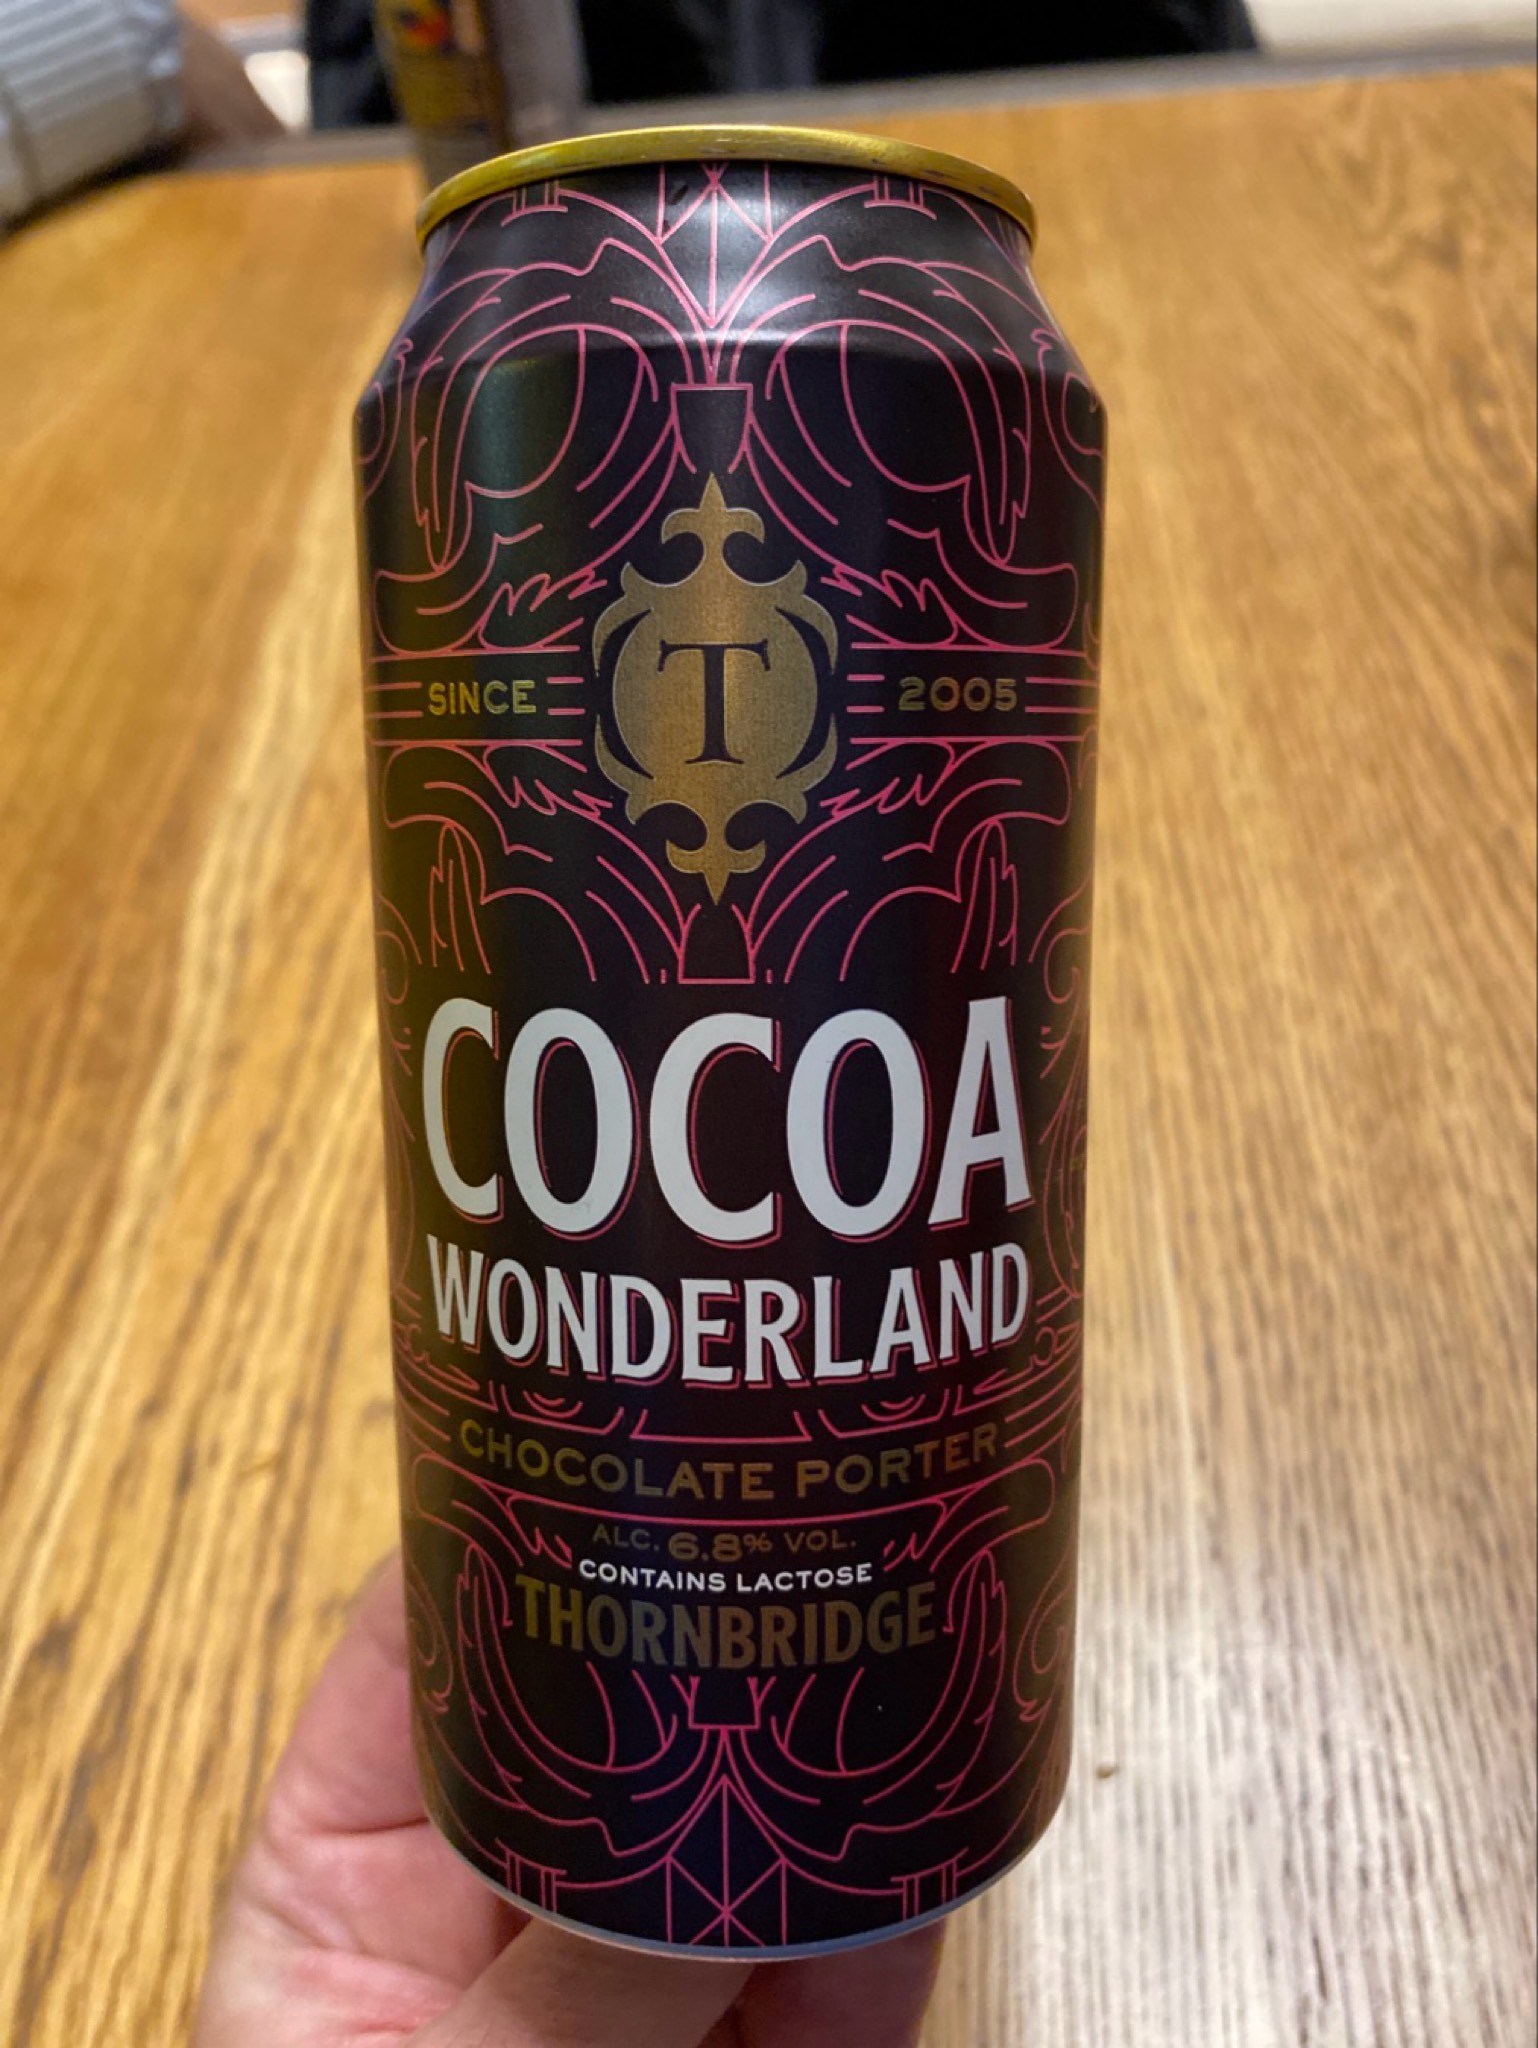 T
SINCE 2005
COCOA
WONDERLAND
CHOCOLATE PORTER
ALC. 6.8% VOL.
CONTAINS LACTOSE
THORNBRIDGE